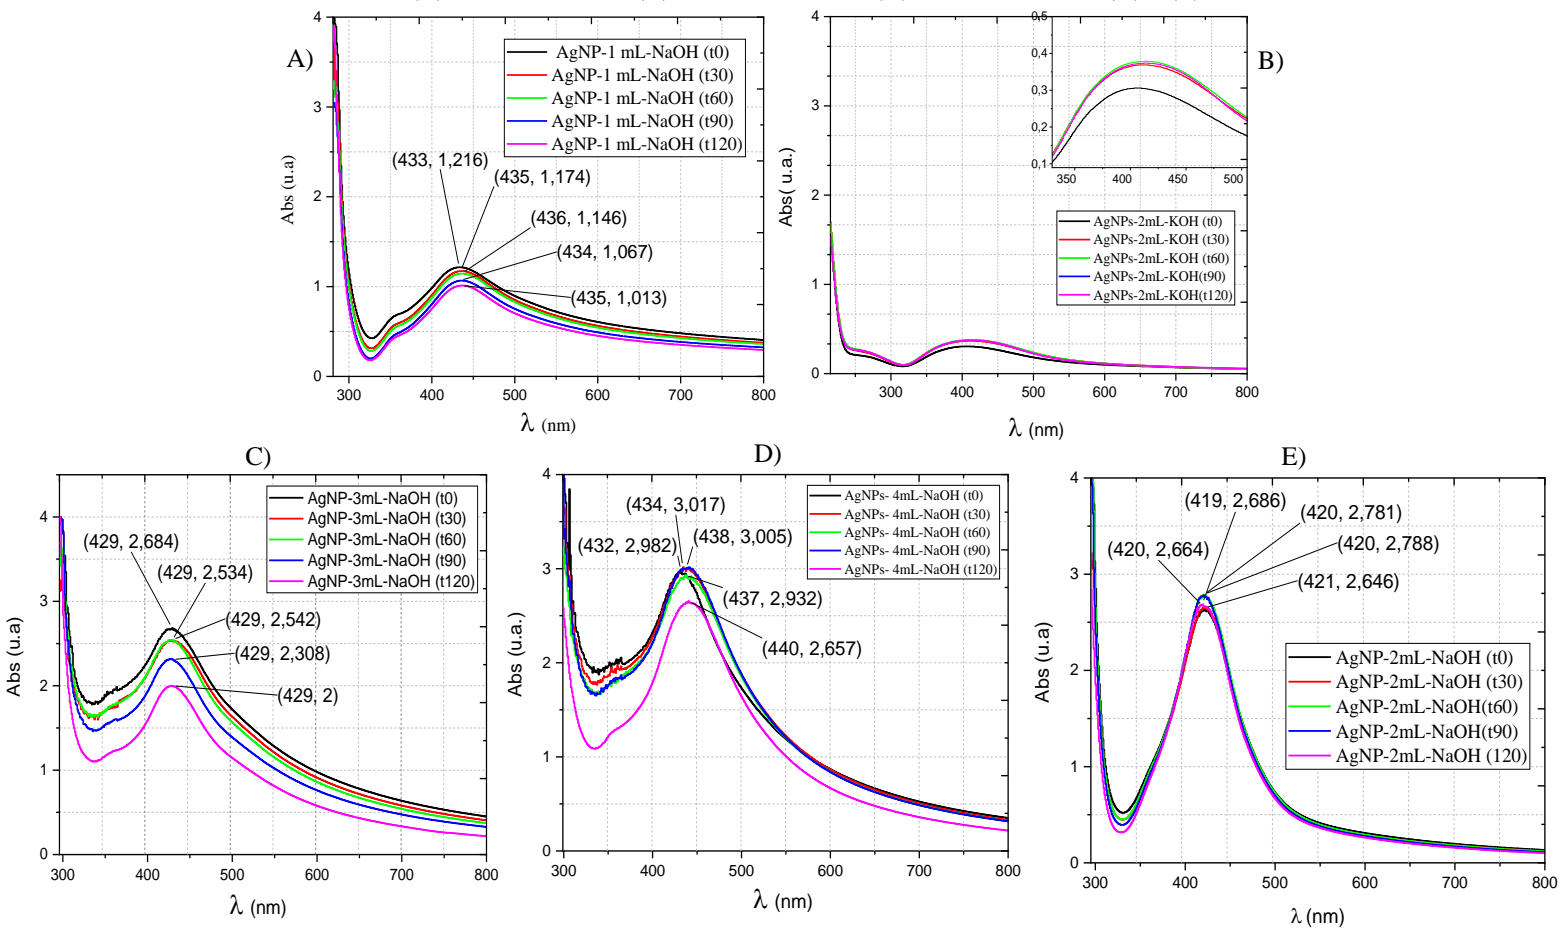 A)
4
3
2
1
0
Abs (u.a)
AgNP-1 mL-NaOH (t0)
AgNP-1 mL-NaOH (t30)
AgNP-1 mL-NaOH (t60)
AgNP-1 mL-NaOH (t90)
AgNP-1 mL-NaOH (t120)
(433, 1,216)
(435, 1,174)
(436, 1,146)
(434, 1,067)
(435, 1,013)
300 400 500 600 700 800
λ (nm)
B)
4
3
2
1
0
Abs( u.a.)
0,5
0,4
0,3
0,2
0,1
350 400 450 500
AgNPs-2mL-KOH (t0)
AgNPs-2mL-KOH (t30)
AgNPs-2mL-KOH (t60)
AgNPs-2mL-KOH(t90)
AgNPs-2mL-KOH(t120)
300 400 500 600 700 800
λ (nm)
C)
4
3
2
1
0
Abs (u.a)
AgNP-3mL-NaOH (t0)
AgNP-3mL-NaOH (t30)
AgNP-3mL-NaOH (t60)
AgNP-3mL-NaOH (t90)
AgNP-3mL-NaOH (t120)
(429, 2,684)
(429, 2,534)
(429, 2,542)
(429, 2,308)
(429, 2)
300 400 500 600 700 800
λ (nm)
D)
4
3
2
1
0
Abs (u.a.)
AgNPs- 4mL-NaOH (t0)
AgNPs- 4mL-NaOH (t30)
AgNPs- 4mL-NaOH (t60)
AgNPs- 4mL-NaOH (t90)
AgNPs- 4mL-NaOH (t120)
(434, 3,017)
(432, 2,982)
(438, 3,005)
(437, 2,932)
(440, 2,657)
300 400 500 600 700 800
λ (nm)
E)
4
3
2
1
0
Abs (u.a)
(419, 2,686)
(420, 2,781)
(420, 2,664)
(420, 2,788)
(421, 2,646)
AgNP-2mL-NaOH (t0)
AgNP-2mL-NaOH (t30)
AgNP-2mL-NaOH(t60)
AgNP-2mL-NaOH(t90)
AgNP-2mL-NaOH (120)
300 400 500 600 700 800
λ (nm)